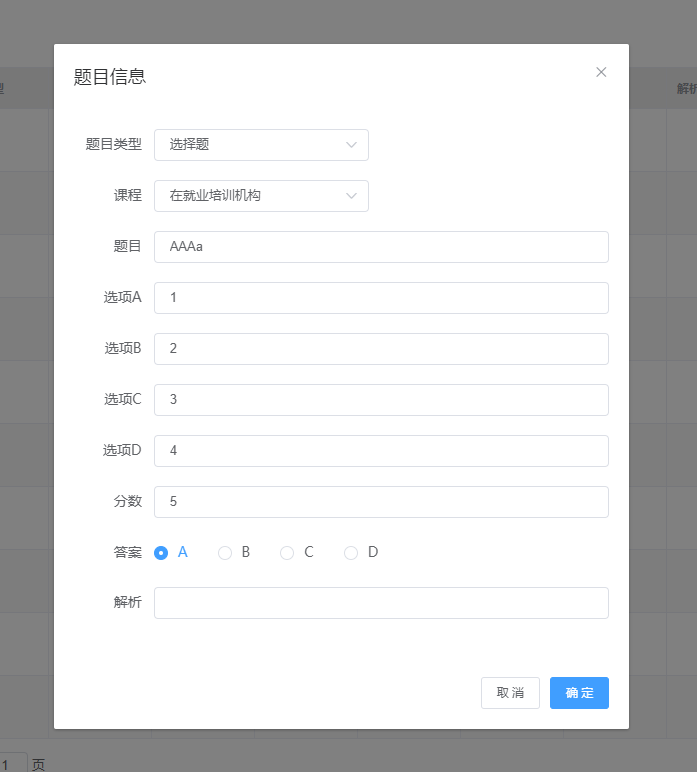 题目信息
型
解析
题目类型 选择题
课程 在就业培训机构
题目 AAAa
选项A 1
选项B 2
选项C 3
选项D 4
分数 5
答案 A B C D
解析
取消 确定
1 页